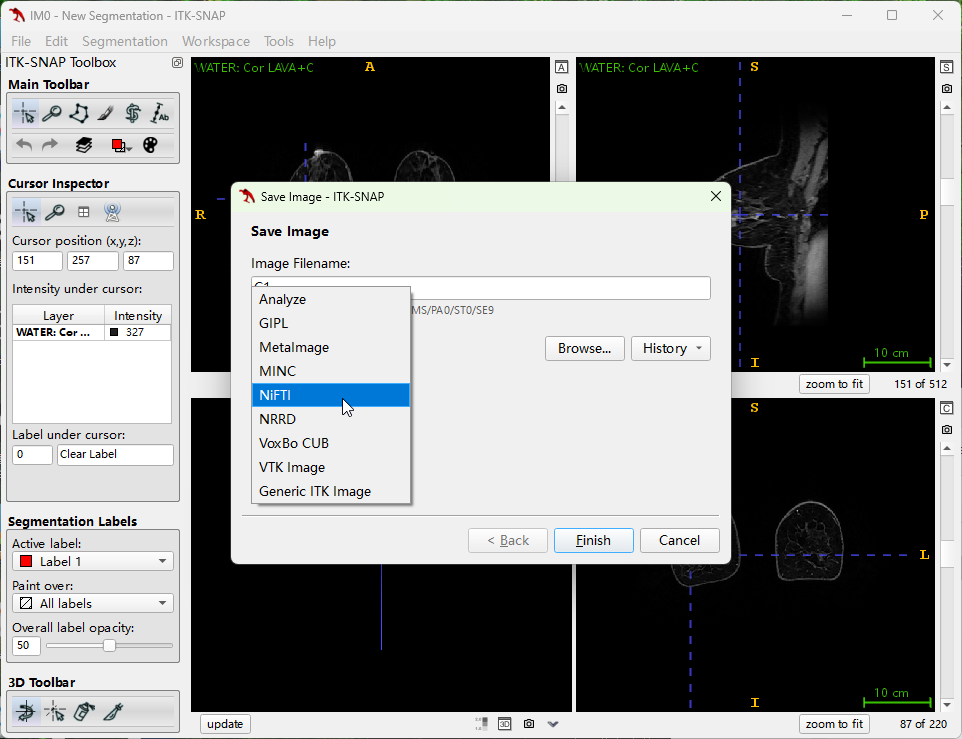 IM0 - New Segmentation - ITK-SNAP
File Edit Segmentation Workspace Tools Help
ITK-SNAP Toolbox
Main Toolbar
Ab
Cursor Inspector
Cursor position (x,y,z):
151 257 87
Intensity under cursor:
Layer Intensity
WATER: Cor ... 327
Label under cursor:
0 Clear Label
Segmentation Labels
Active label:
Label 1
Paint over:
All labels
Overall label opacity:
50
3D Toolbar
WATER: Cor LAVA+C A
R
A
WATER: Cor LAVA+C S
P
I
10 cm
S
zoom to fit 151 of 512
Save Image - ITK-SNAP
Save Image
Image Filename:
MS/PA0/ST0/SE9
Browse... History
Analyze
GIPL
MetaImage
MINC
NiFTI
NRRD
VoxBo CUB
VTK Image
Generic ITK Image
< Back Finish Cancel
update
3D
S
L
I
10 cm
C
zoom to fit 87 of 220